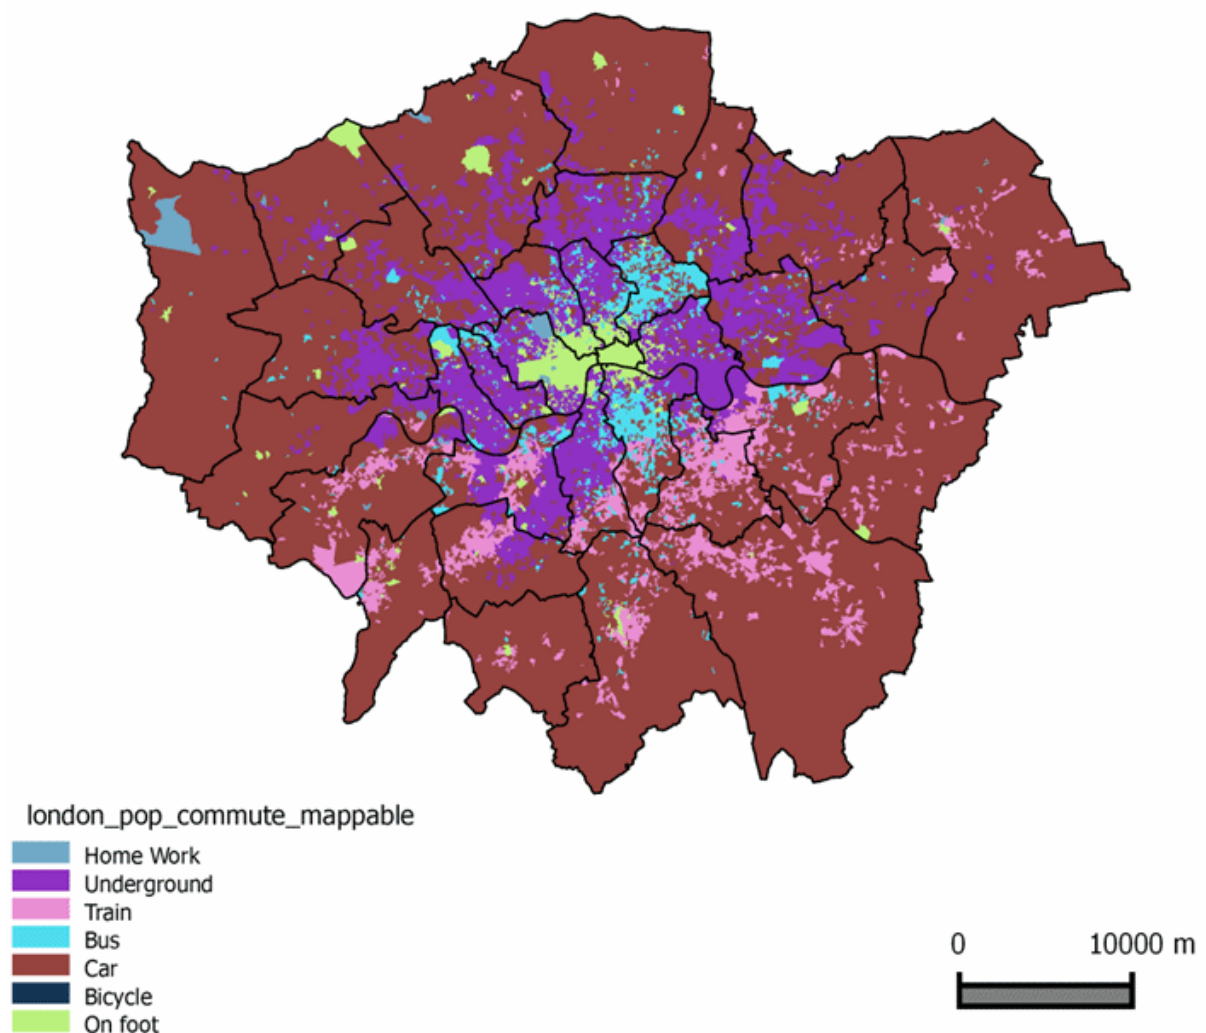 london_pop_commute_mappable
Home Work
Underground
Train
Bus
Car
Bicycle
On foot
0 10000 m